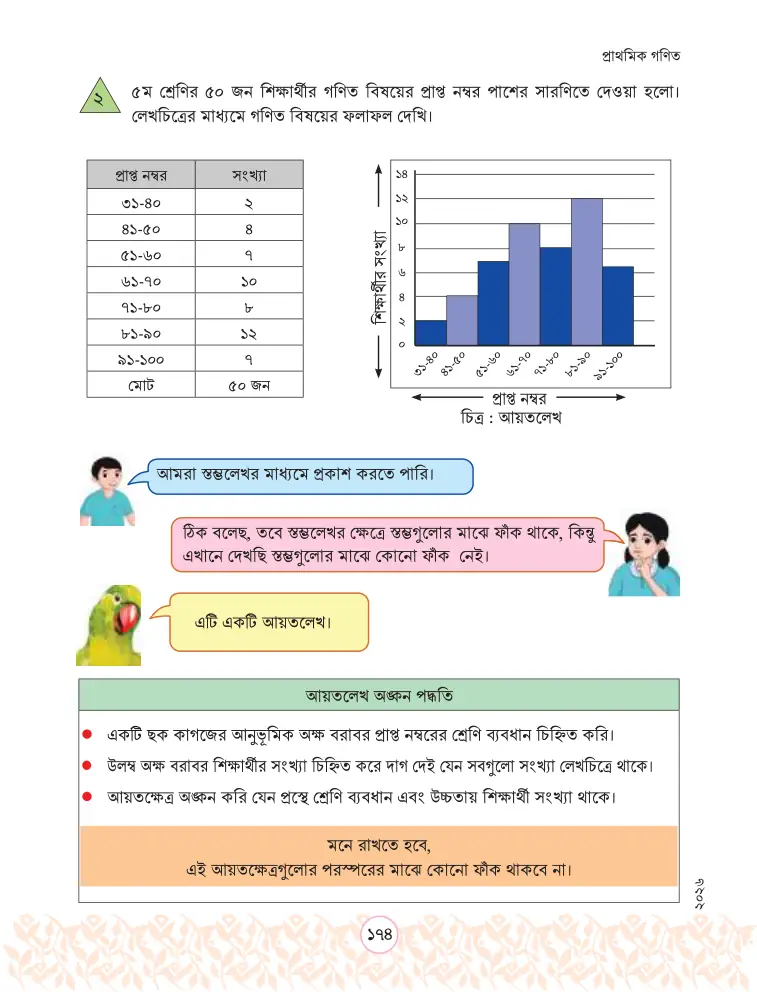 প্রাথমিক গণিত
২
৫ম শ্রেণির ৫০ জন শিক্ষার্থীর গণিত বিষয়ের প্রাপ্ত নম্বর পাশের সারণিতে দেওয়া হলো।
লেখচিত্রের মাধ্যমে গণিত বিষয়ের ফলাফল দেখি।
প্রাপ্ত নম্বর সংখ্যা
৩১-৪০ ২
৪১-৫০ ৪
৫১-৬০ ৭
৬১-৭০ ১০
৭১-৮০ ৮
৮১-৯০ ১২
৯১-১০০ ৭
মোট ৫০ জন
শিক্ষার্থীর সংখ্যা
১৪
১২
১০
৮
৬
৪
২
০
৩১-৪০ ৪১-৫০ ৫১-৬০ ৬১-৭০ ৭১-৮০ ৮১-৯০ ৯১-১০০
প্রাপ্ত নম্বর
চিত্র : আয়তলেখ
আমরা স্তম্ভলেখর মাধ্যমে প্রকাশ করতে পারি।
ঠিক বলেছ, তবে স্তম্ভলেখর ক্ষেত্রে স্তম্ভগুলোর মাঝে ফাঁক থাকে, কিন্তু
এখানে দেখছি স্তম্ভগুলোর মাঝে কোনো ফাঁক নেই।
এটি একটি আয়তলেখ।
আয়তলেখ অঙ্কন পদ্ধতি
● একটি ছক কাগজের আনুভূমিক অক্ষ বরাবর প্রাপ্ত নম্বরের শ্রেণি ব্যবধান চিহ্নিত করি।
● উলম্ব অক্ষ বরাবর শিক্ষার্থীর সংখ্যা চিহ্নিত করে দাগ দেই যেন সবগুলো সংখ্যা লেখচিত্রে থাকে।
● আয়তক্ষেত্র অঙ্কন করি যেন প্রস্থে শ্রেণি ব্যবধান এবং উচ্চতায় শিক্ষার্থী সংখ্যা থাকে।
মনে রাখতে হবে,
এই আয়তক্ষেত্রগুলোর পরস্পরের মাঝে কোনো ফাঁক থাকবে না।
২০২৬
১৭৪